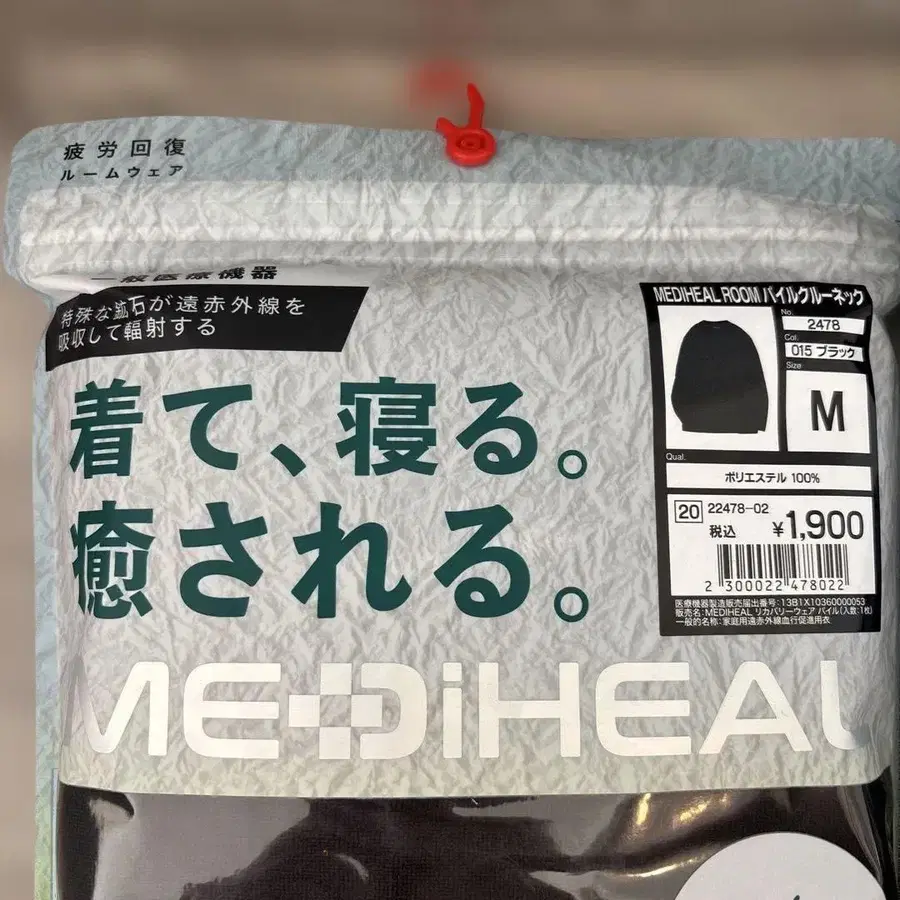 疲労回復
ルームウェア
一般医療機器
特殊な鉱石が遠赤外線を
吸収して輻射する
着て、寝る。
癒される。
MEDiHEAL
MEDIHEAL ROOM パイルクルーネック
No.
2478
Col.
015 ブラック
Size
M
Qual.
ポリエステル 100%
20 22478-02
税込 ¥1,900
2 300022 478022
医療機器製造販売届出番号:13B1X10360000053
販売名:MEDIHEAL リカバリーウェア パイル(入数:1枚)
一般的名称:家庭用遠赤外線血行促進用衣